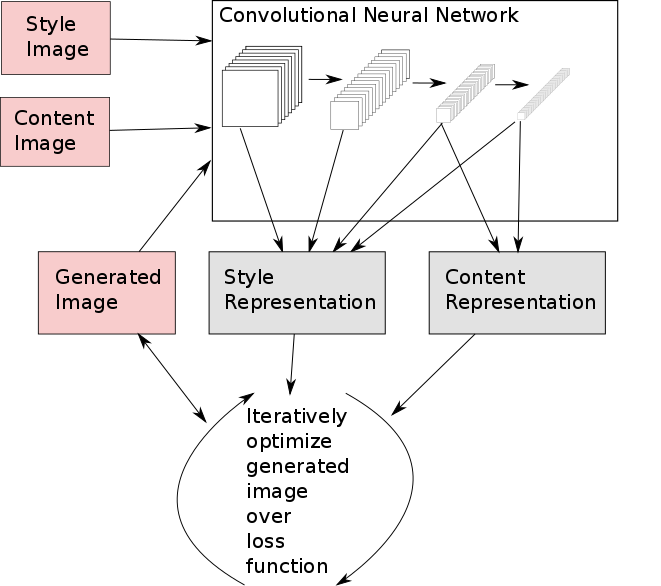 Style
Image
Convolutional Neural Network
Content
Image
Generated
Image
Style
Representation
Content
Representation
Iteratively
optimize
generated
image
over
loss
function